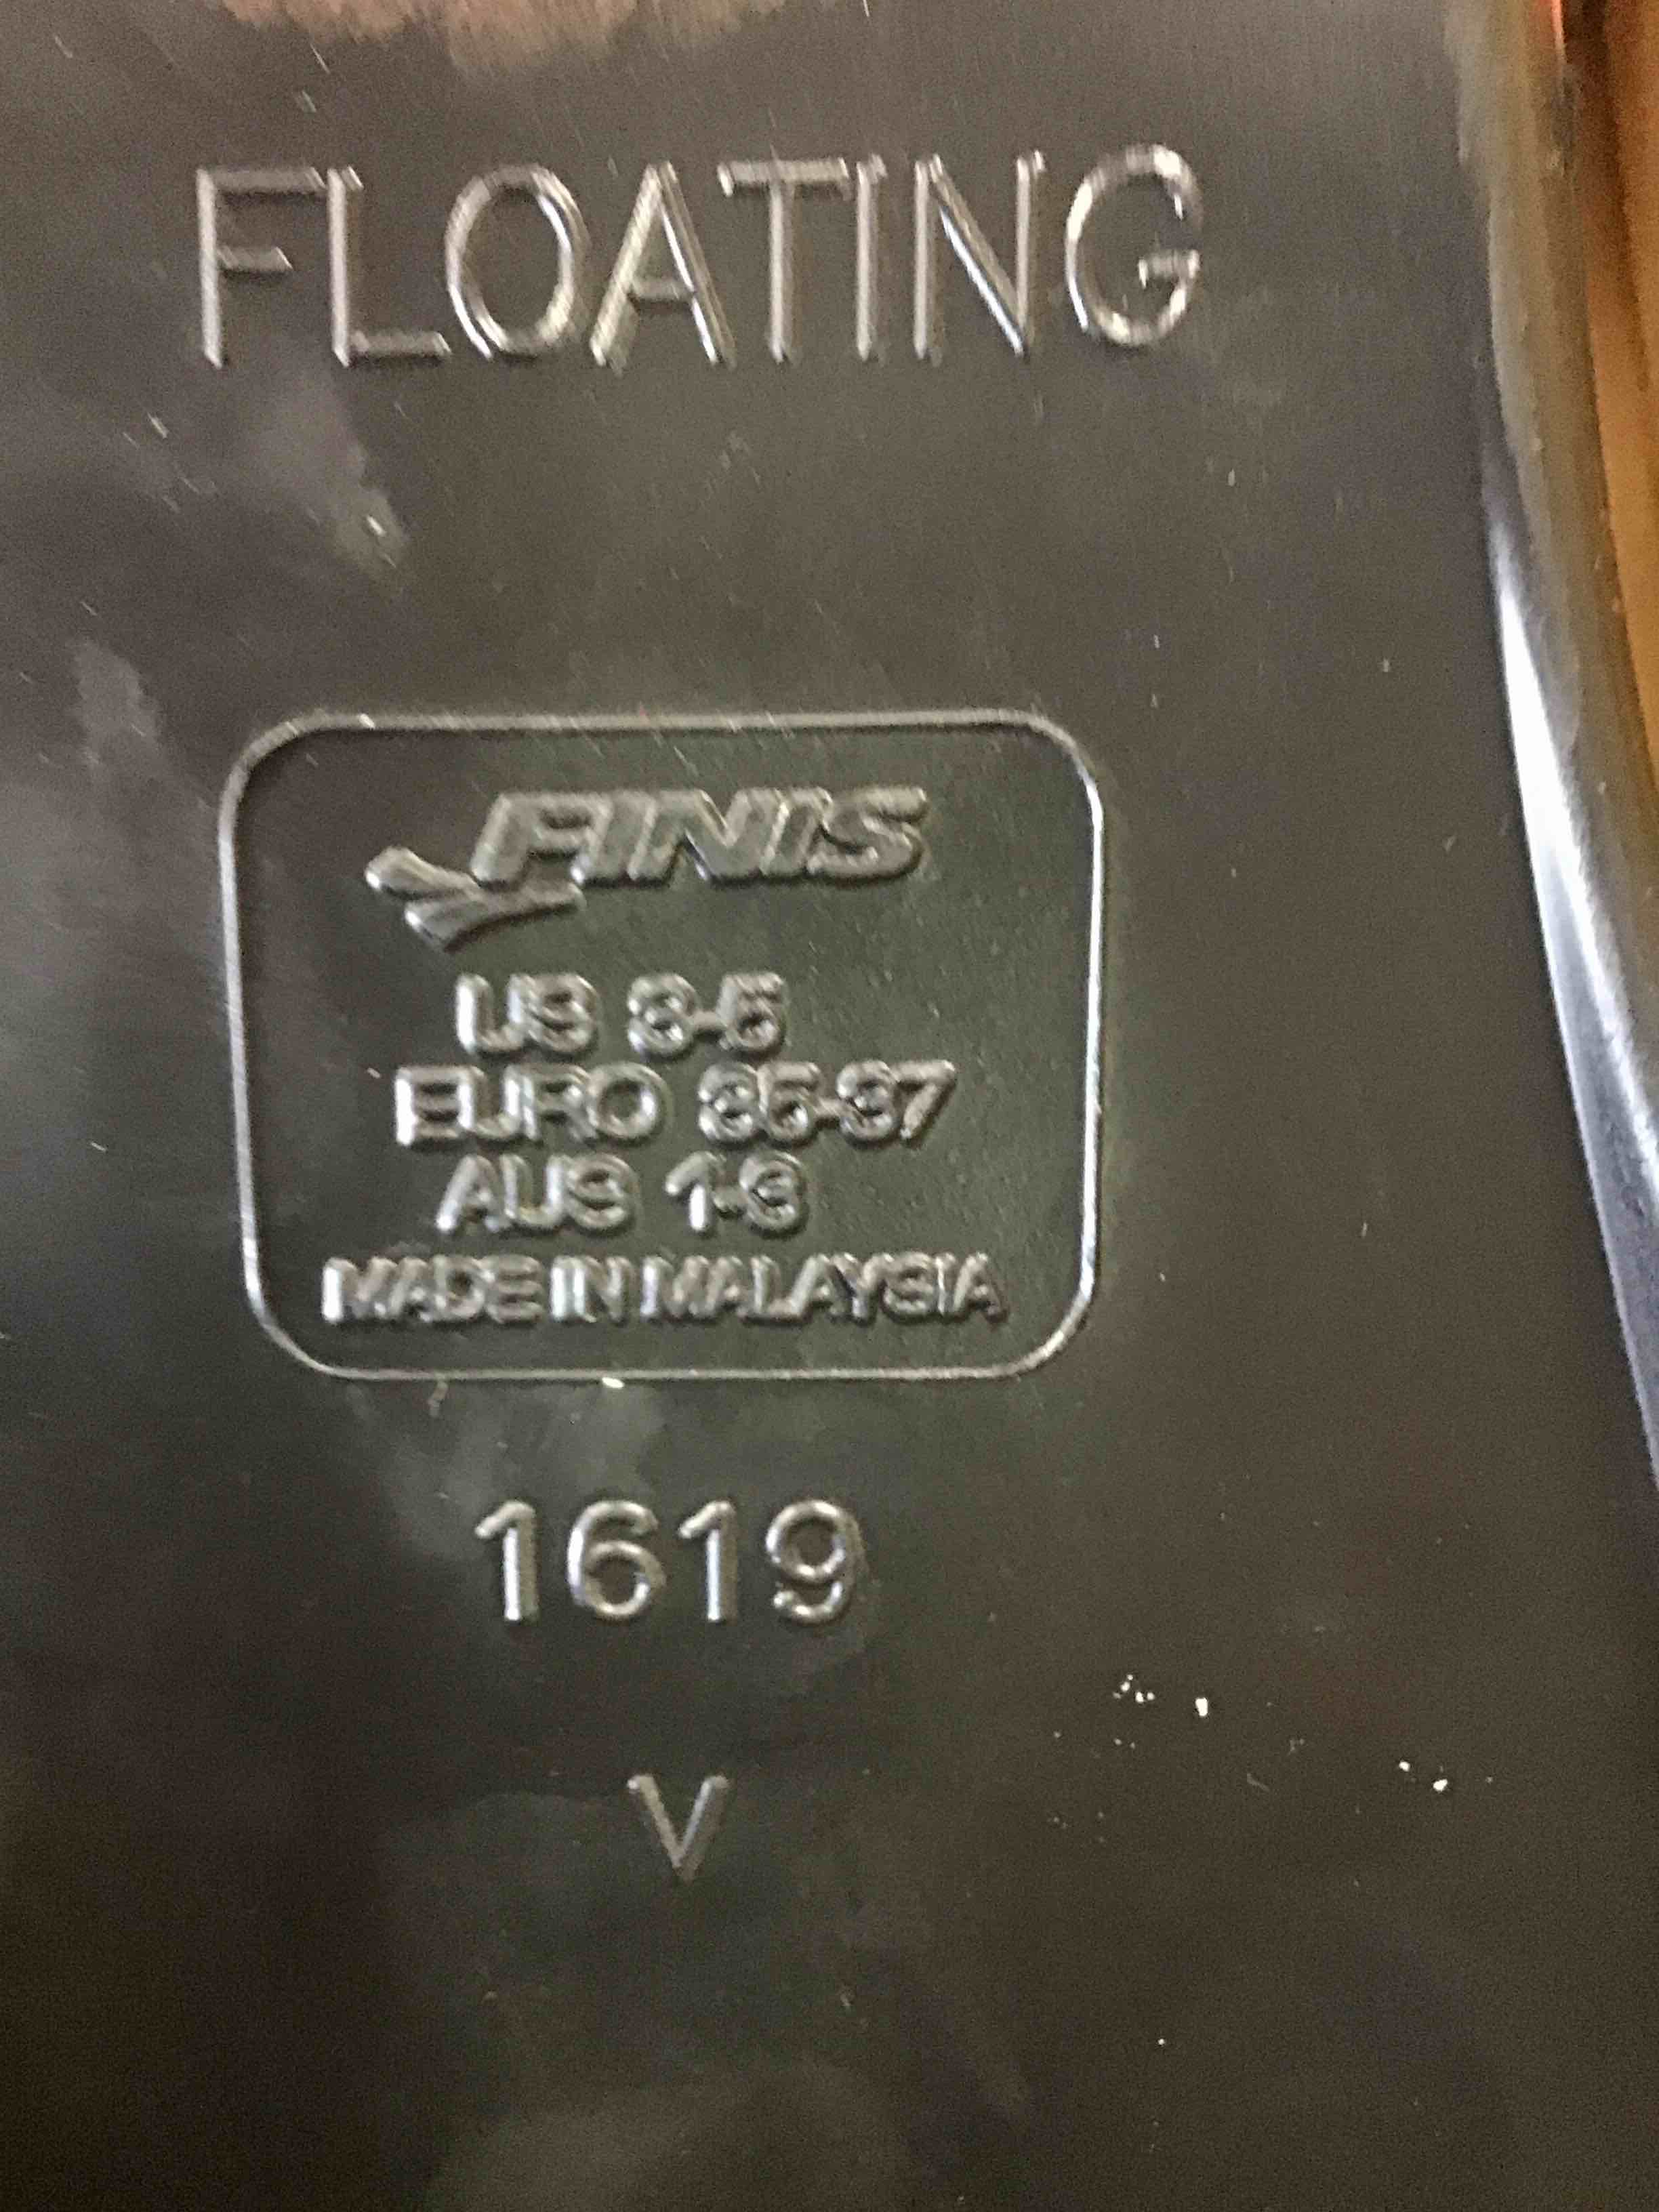 FLOATING
FINIS
US 3-5
EURO 35-37
AUS 1-3
MADE IN MALAYSIA
1619
V